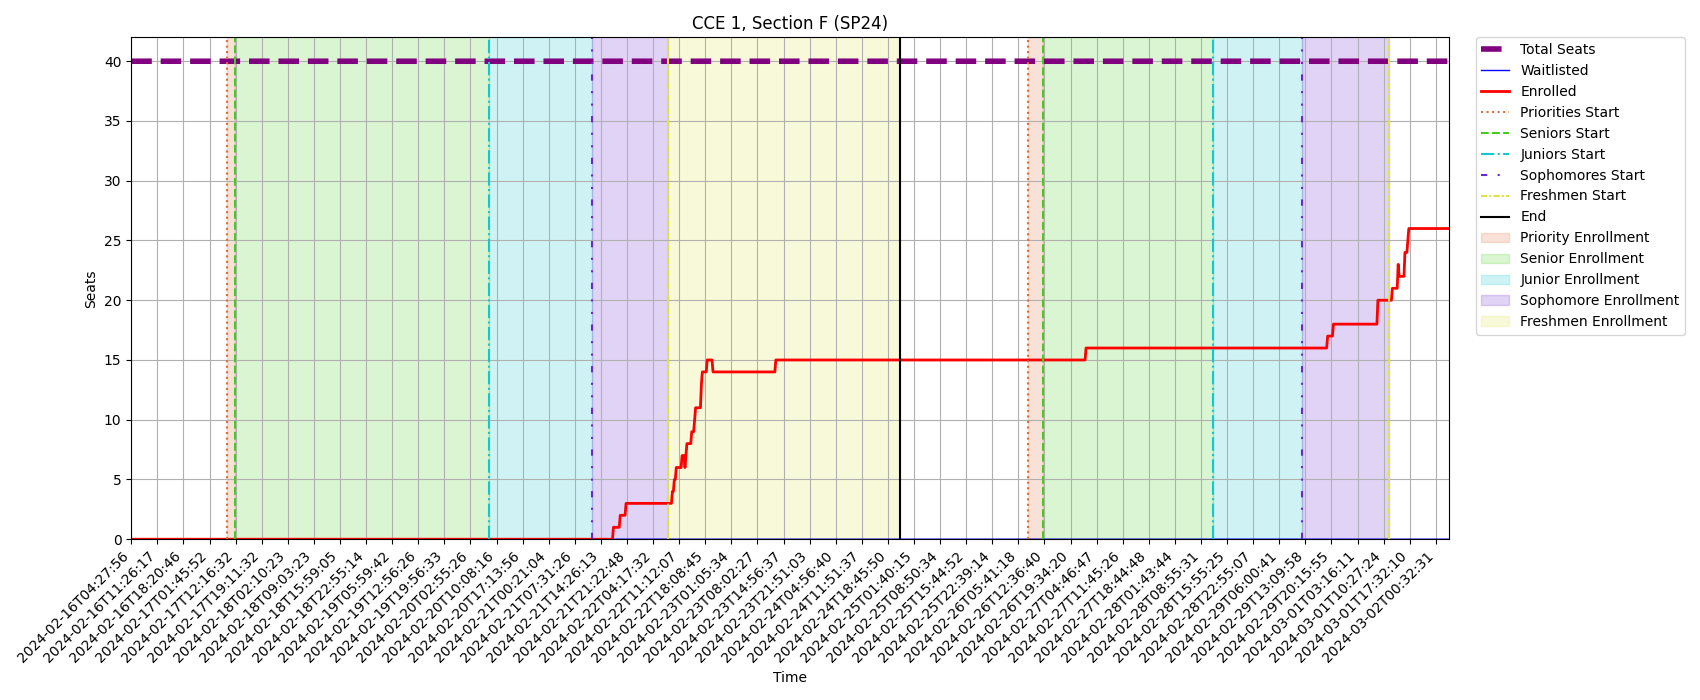 CCE 1, Section F (SP24)
Total Seats
Waitlisted
Enrolled
Priorities Start
Seniors Start
Juniors Start
Sophomores Start
Freshmen Start
End
Priority Enrollment
Senior Enrollment
Junior Enrollment
Sophomore Enrollment
Freshmen Enrollment
Seats
40
35
30
25
20
15
10
5
0
2024-02-16T04:27:56
2024-02-16T11:26:17
2024-02-16T18:20:46
2024-02-17T01:45:52
2024-02-17T12:16:32
2024-02-17T19:11:32
2024-02-18T02:10:23
2024-02-18T09:03:23
2024-02-18T15:59:05
2024-02-18T22:55:14
2024-02-19T05:59:42
2024-02-19T12:56:26
2024-02-19T19:56:33
2024-02-20T02:55:26
2024-02-20T10:08:16
2024-02-20T17:13:56
2024-02-21T00:21:04
2024-02-21T07:31:26
2024-02-21T14:26:13
2024-02-21T21:22:48
2024-02-22T04:17:32
2024-02-22T11:12:07
2024-02-22T18:08:45
2024-02-23T01:05:34
2024-02-23T08:02:27
2024-02-23T14:56:37
2024-02-23T21:51:03
2024-02-24T04:56:40
2024-02-24T11:51:37
2024-02-24T18:45:50
2024-02-25T01:40:15
2024-02-25T08:50:34
2024-02-25T15:44:52
2024-02-25T22:39:14
2024-02-26T05:41:18
2024-02-26T12:36:40
2024-02-26T19:34:20
2024-02-27T04:46:47
2024-02-27T11:45:26
2024-02-27T18:44:48
2024-02-28T01:43:44
2024-02-28T08:55:31
2024-02-28T15:55:25
2024-02-28T22:55:07
2024-02-29T06:00:41
2024-02-29T13:09:58
2024-02-29T20:15:55
2024-03-01T03:16:11
2024-03-01T10:27:24
2024-03-01T17:32:10
2024-03-02T00:32:31
Time